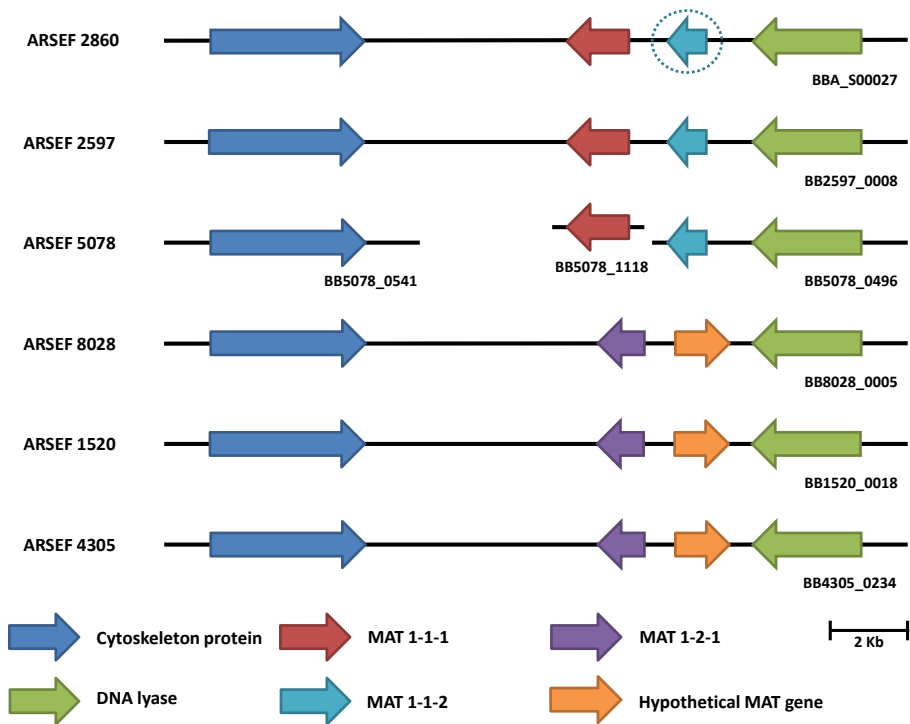 ARSEF 2860
BBA_S00027
ARSEF 2597
BB2597_0008
ARSEF 5078
BB5078_0541
BB5078_1118
BB5078_0496
ARSEF 8028
BB8028_0005
ARSEF 1520
BB1520_0018
ARSEF 4305
BB4305_0234
Cytoskeleton protein
MAT 1-1-1
MAT 1-2-1
2 Kb
DNA lyase
MAT 1-1-2
Hypothetical MAT gene